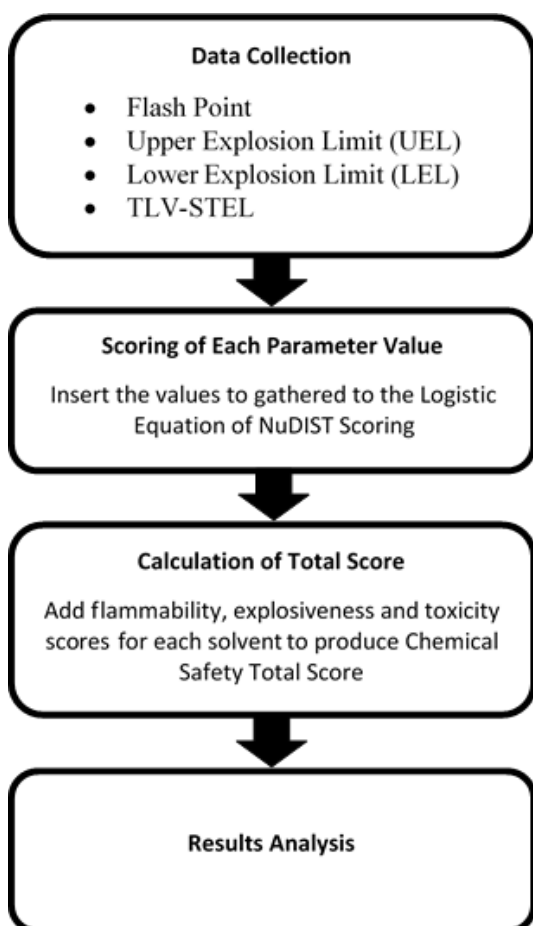 Data Collection
• Flash Point
• Upper Explosion Limit (UEL)
• Lower Explosion Limit (LEL)
• TLV-STEL
Scoring of Each Parameter Value
Insert the values to gathered to the Logistic
Equation of NuDIST Scoring
Calculation of Total Score
Add flammability, explosiveness and toxicity
scores for each solvent to produce Chemical
Safety Total Score
Results Analysis